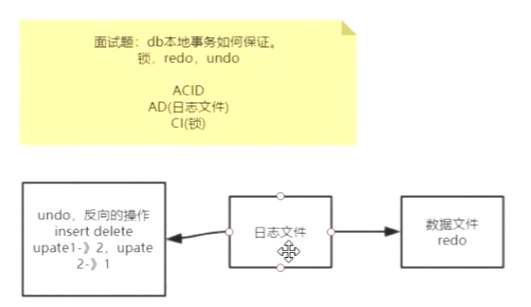 面试题：db本地事务如何保证。
锁，redo，undo
ACID
AD(日志文件)
CI(锁)
undo，反向的操作
insert delete
upate1-》2，upate
2-》1
日志文件
数据文件
redo